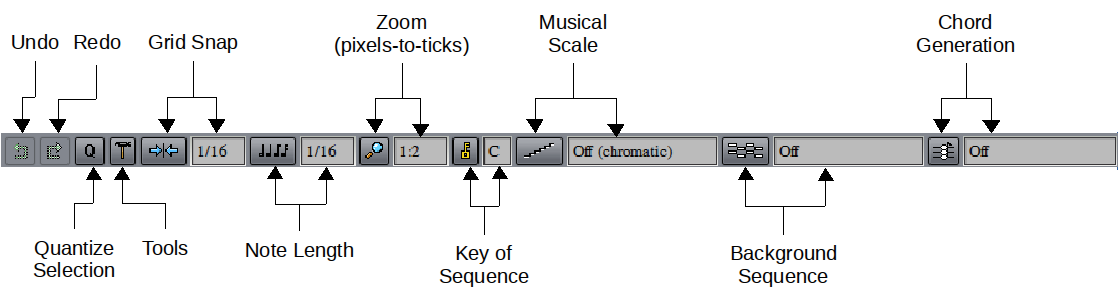 Undo
Redo
Grid Snap
Zoom
(pixels-to-ticks)
Musical
Scale
Chord
Generation
Q
1/16
1/16
1:2
C
Off (chromatic)
Off
Off
Quantize
Selection
Tools
Note Length
Key of
Sequence
Background
Sequence